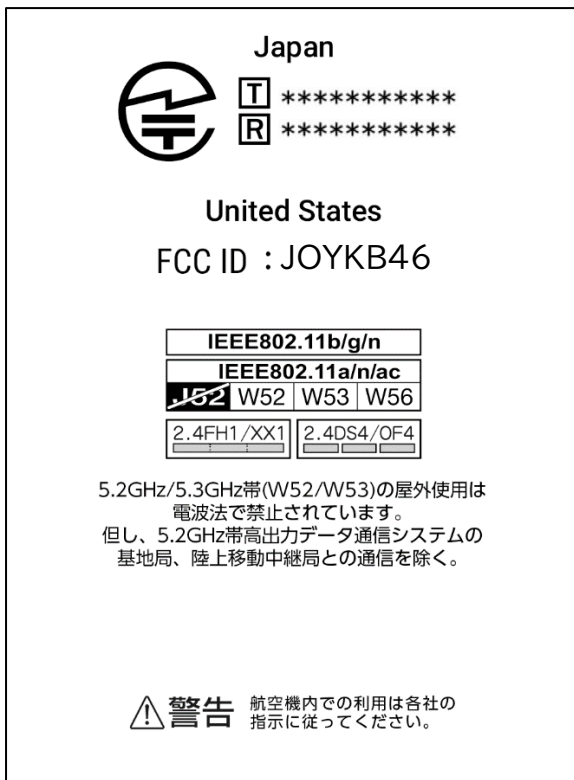 Japan
T ***********
R ***********
United States
FCC ID : JOYKB46
IEEE802.11b/g/n
IEEE802.11a/n/ac
J52 W52 W53 W56
2.4FH1/XX1 2.4DS4/OF4
5.2GHz/5.3GHz帯(W52/W53)の屋外使用は
電波法で禁止されています。
但し、5.2GHz帯高出力データ通信システムの
基地局、陸上移動中継局との通信を除く。
警告 航空機内での利用は各社の
指示に従ってください。